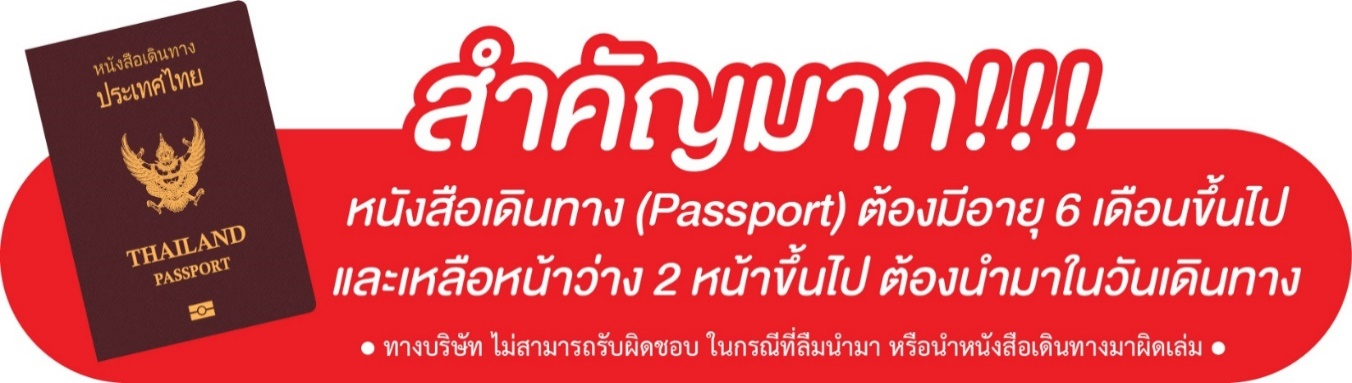 หนังสือเดินทาง
ประเทศไทย
THAILAND
PASSPORT
สำคัญมาก!!!
หนังสือเดินทาง (Passport) ต้องมีอายุ 6 เดือนขึ้นไป
และเหลือหน้าว่าง 2 หน้าขึ้นไป ต้องนำมาในวันเดินทาง
• ทางบริษัท ไม่สามารถรับผิดชอบ ในกรณีที่ลืมนำมา หรือนำหนังสือเดินทางมาผิดเล่ม •